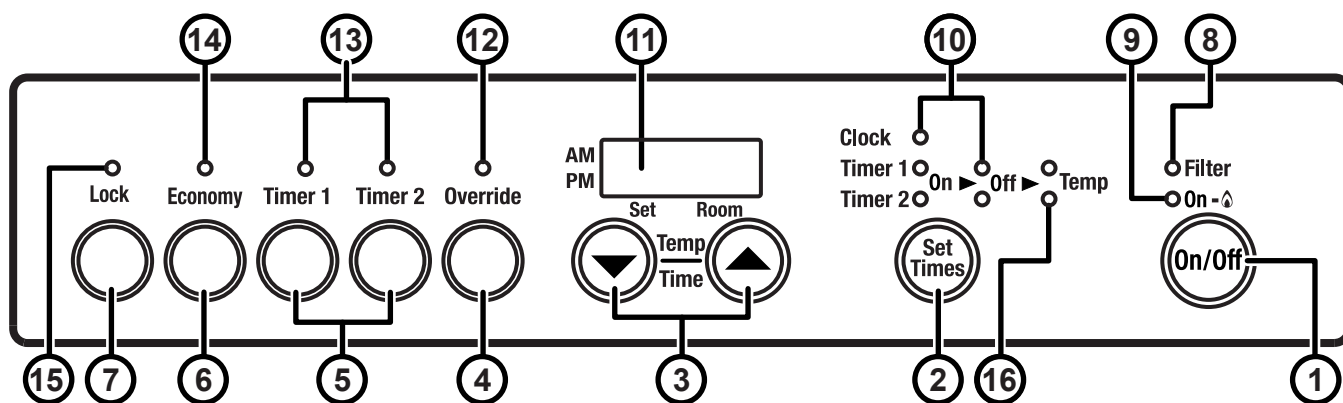 14 13 12 11 10 9 8
Clock
AM
PM
Timer 1
Timer 2
On ► Off ► Temp
Filter
On -
Lock Economy Timer 1 Timer 2 Override
Set Room
Temp
Time
Set
Times
On/Off
15 7 6 5 4 3 2 16 1